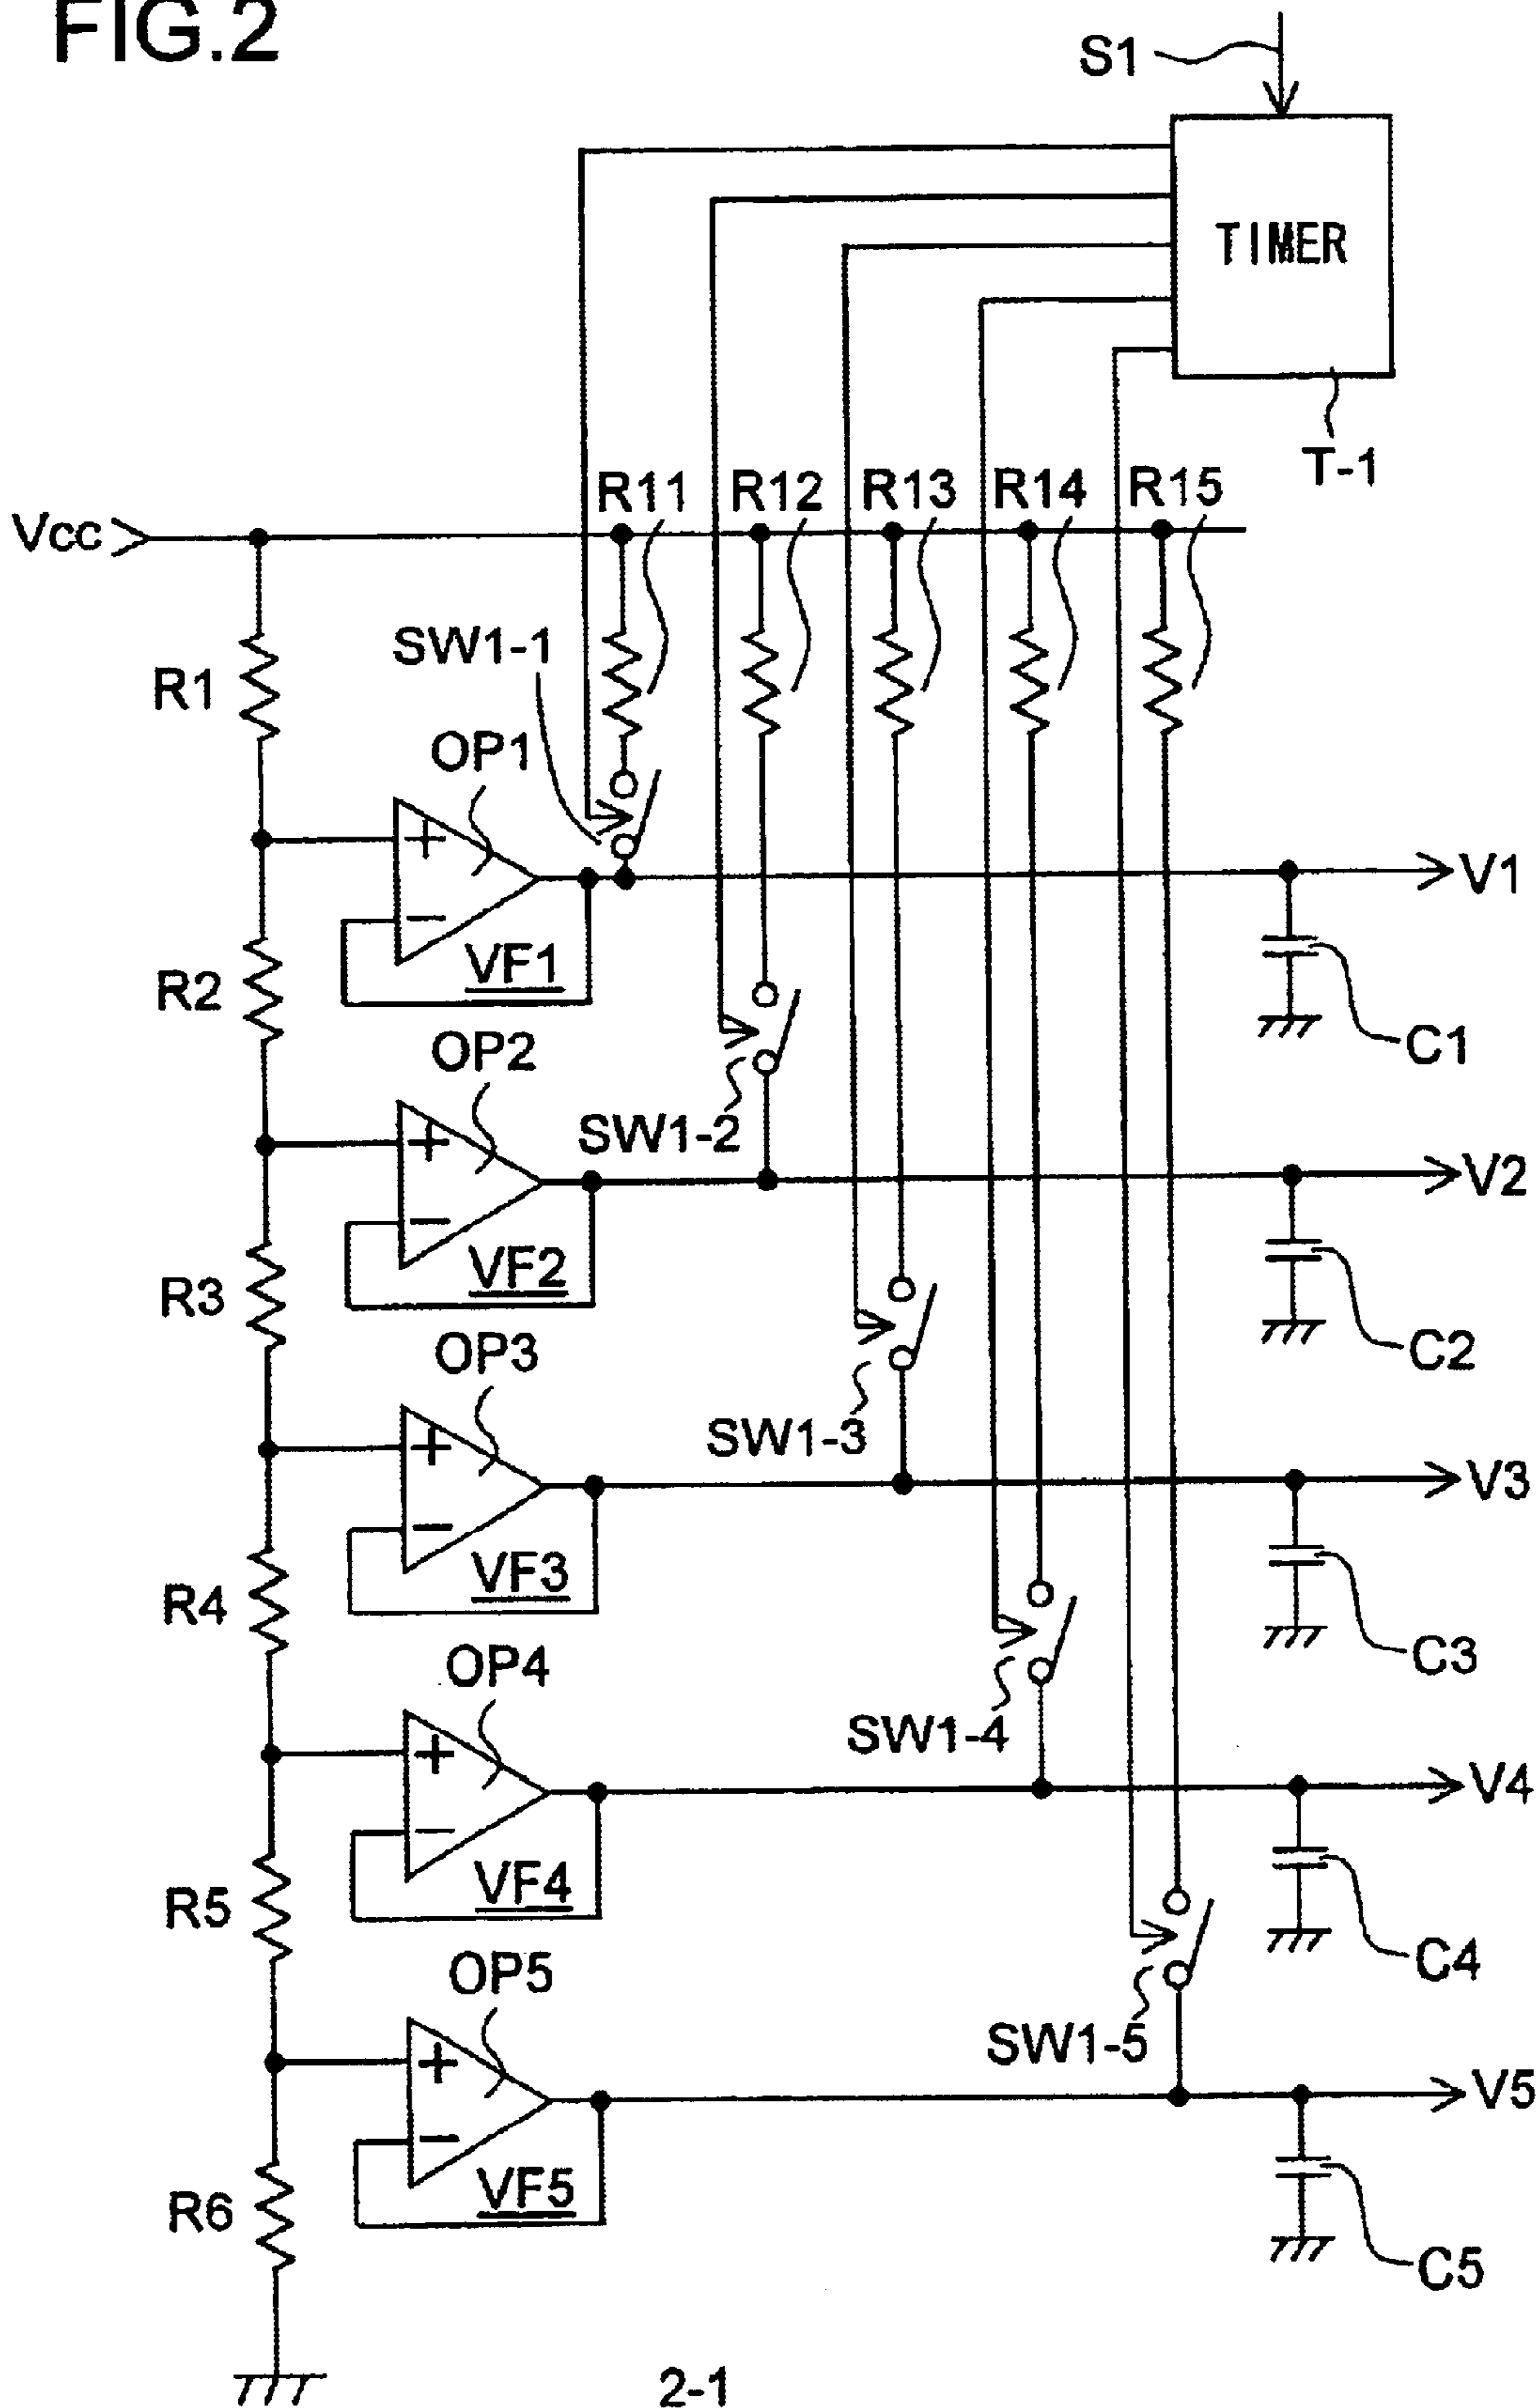 FIG.2
S1
TIMER
T-1
R11 R12 R13 R14 R15
Vcc
SW1-1
R1
OP1
+
V1
−
VF1
R2
C1
OP2
SW1-2
+
V2
−
VF2
R3
C2
OP3
SW1-3
+
V3
−
VF3
R4
C3
OP4
SW1-4
+
V4
−
VF4
R5
C4
OP5
SW1-5
+
V5
−
VF5
R6
C5
2-1